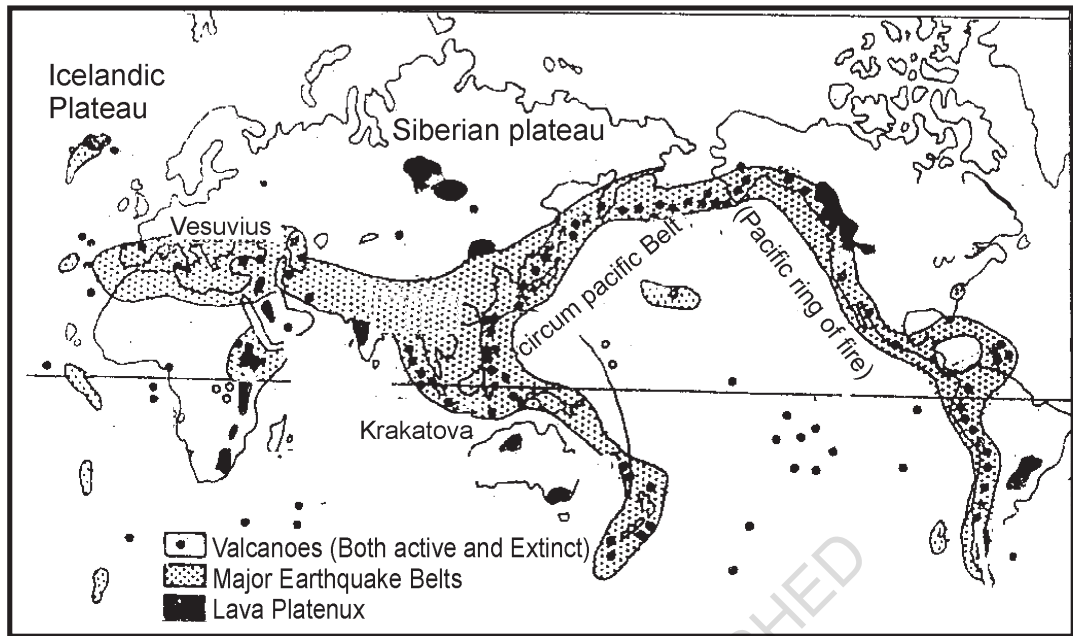 Icelandic
Plateau
Siberian plateau
Vesuvius
circum pacific Belt
(Pacific ring of fire)
Krakatova
Valcanoes (Both active and Extinct)
Major Earthquake Belts
Lava Platenux